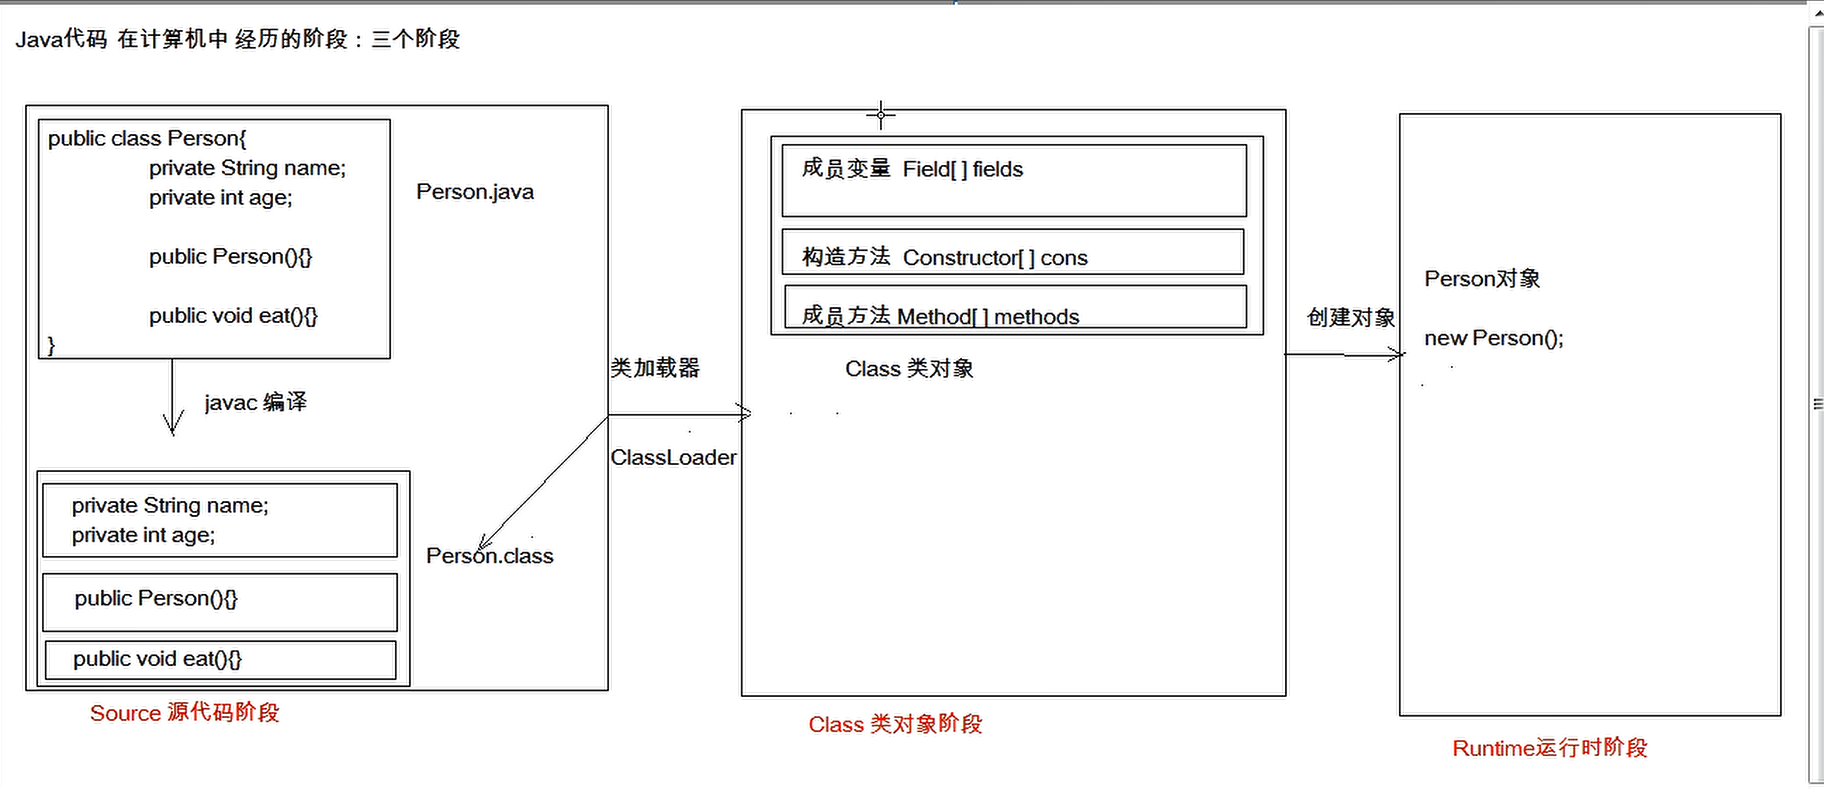 Java代码 在计算机中 经历的阶段：三个阶段
public class Person{
private String name;
private int age;
public Person(){}
public void eat(){}
}
Person.java
javac 编译
private String name;
private int age;
public Person(){}
public void eat(){}
Person.class
Source 源代码阶段
类加载器
ClassLoader
成员变量 Field[ ] fields
构造方法 Constructor[ ] cons
成员方法 Method[ ] methods
Class 类对象
Class 类对象阶段
创建对象
Person对象
new Person();
Runtime运行时阶段